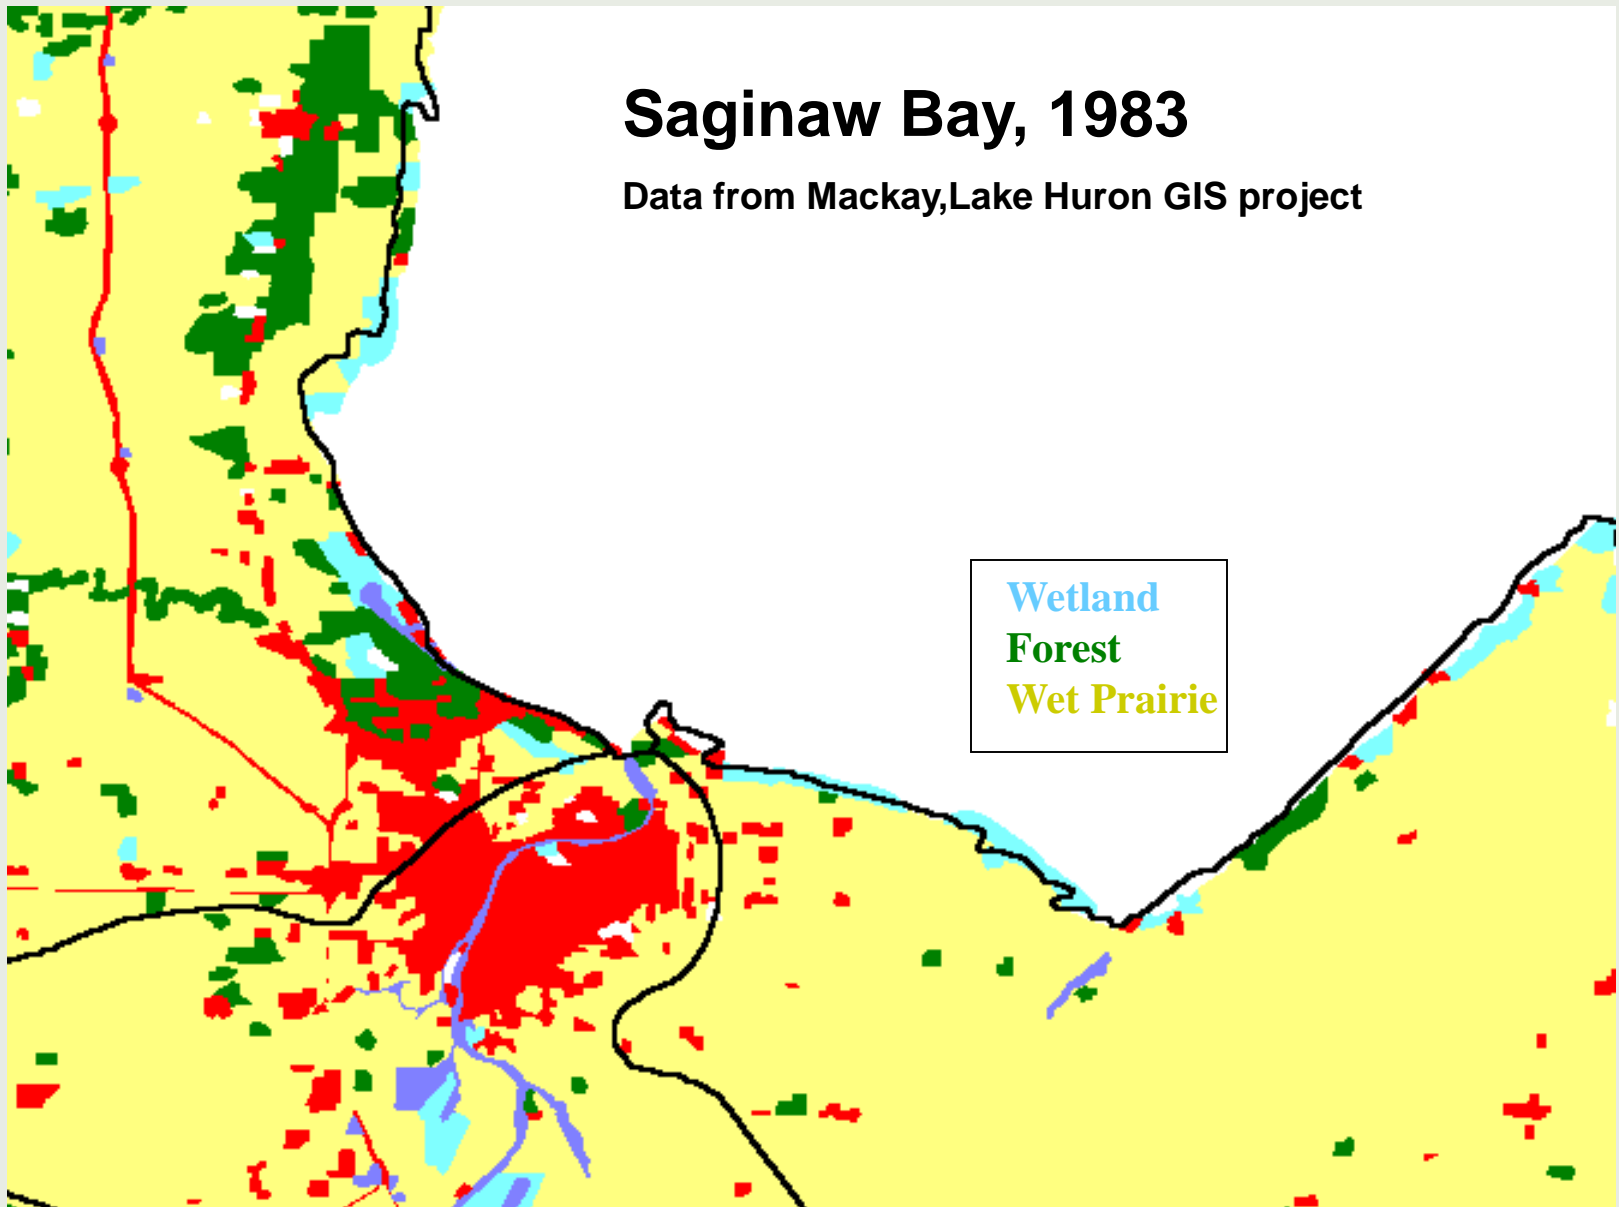 Saginaw Bay, 1983
Data from Mackay,Lake Huron GIS project
Wetland
Forest
Wet Prairie